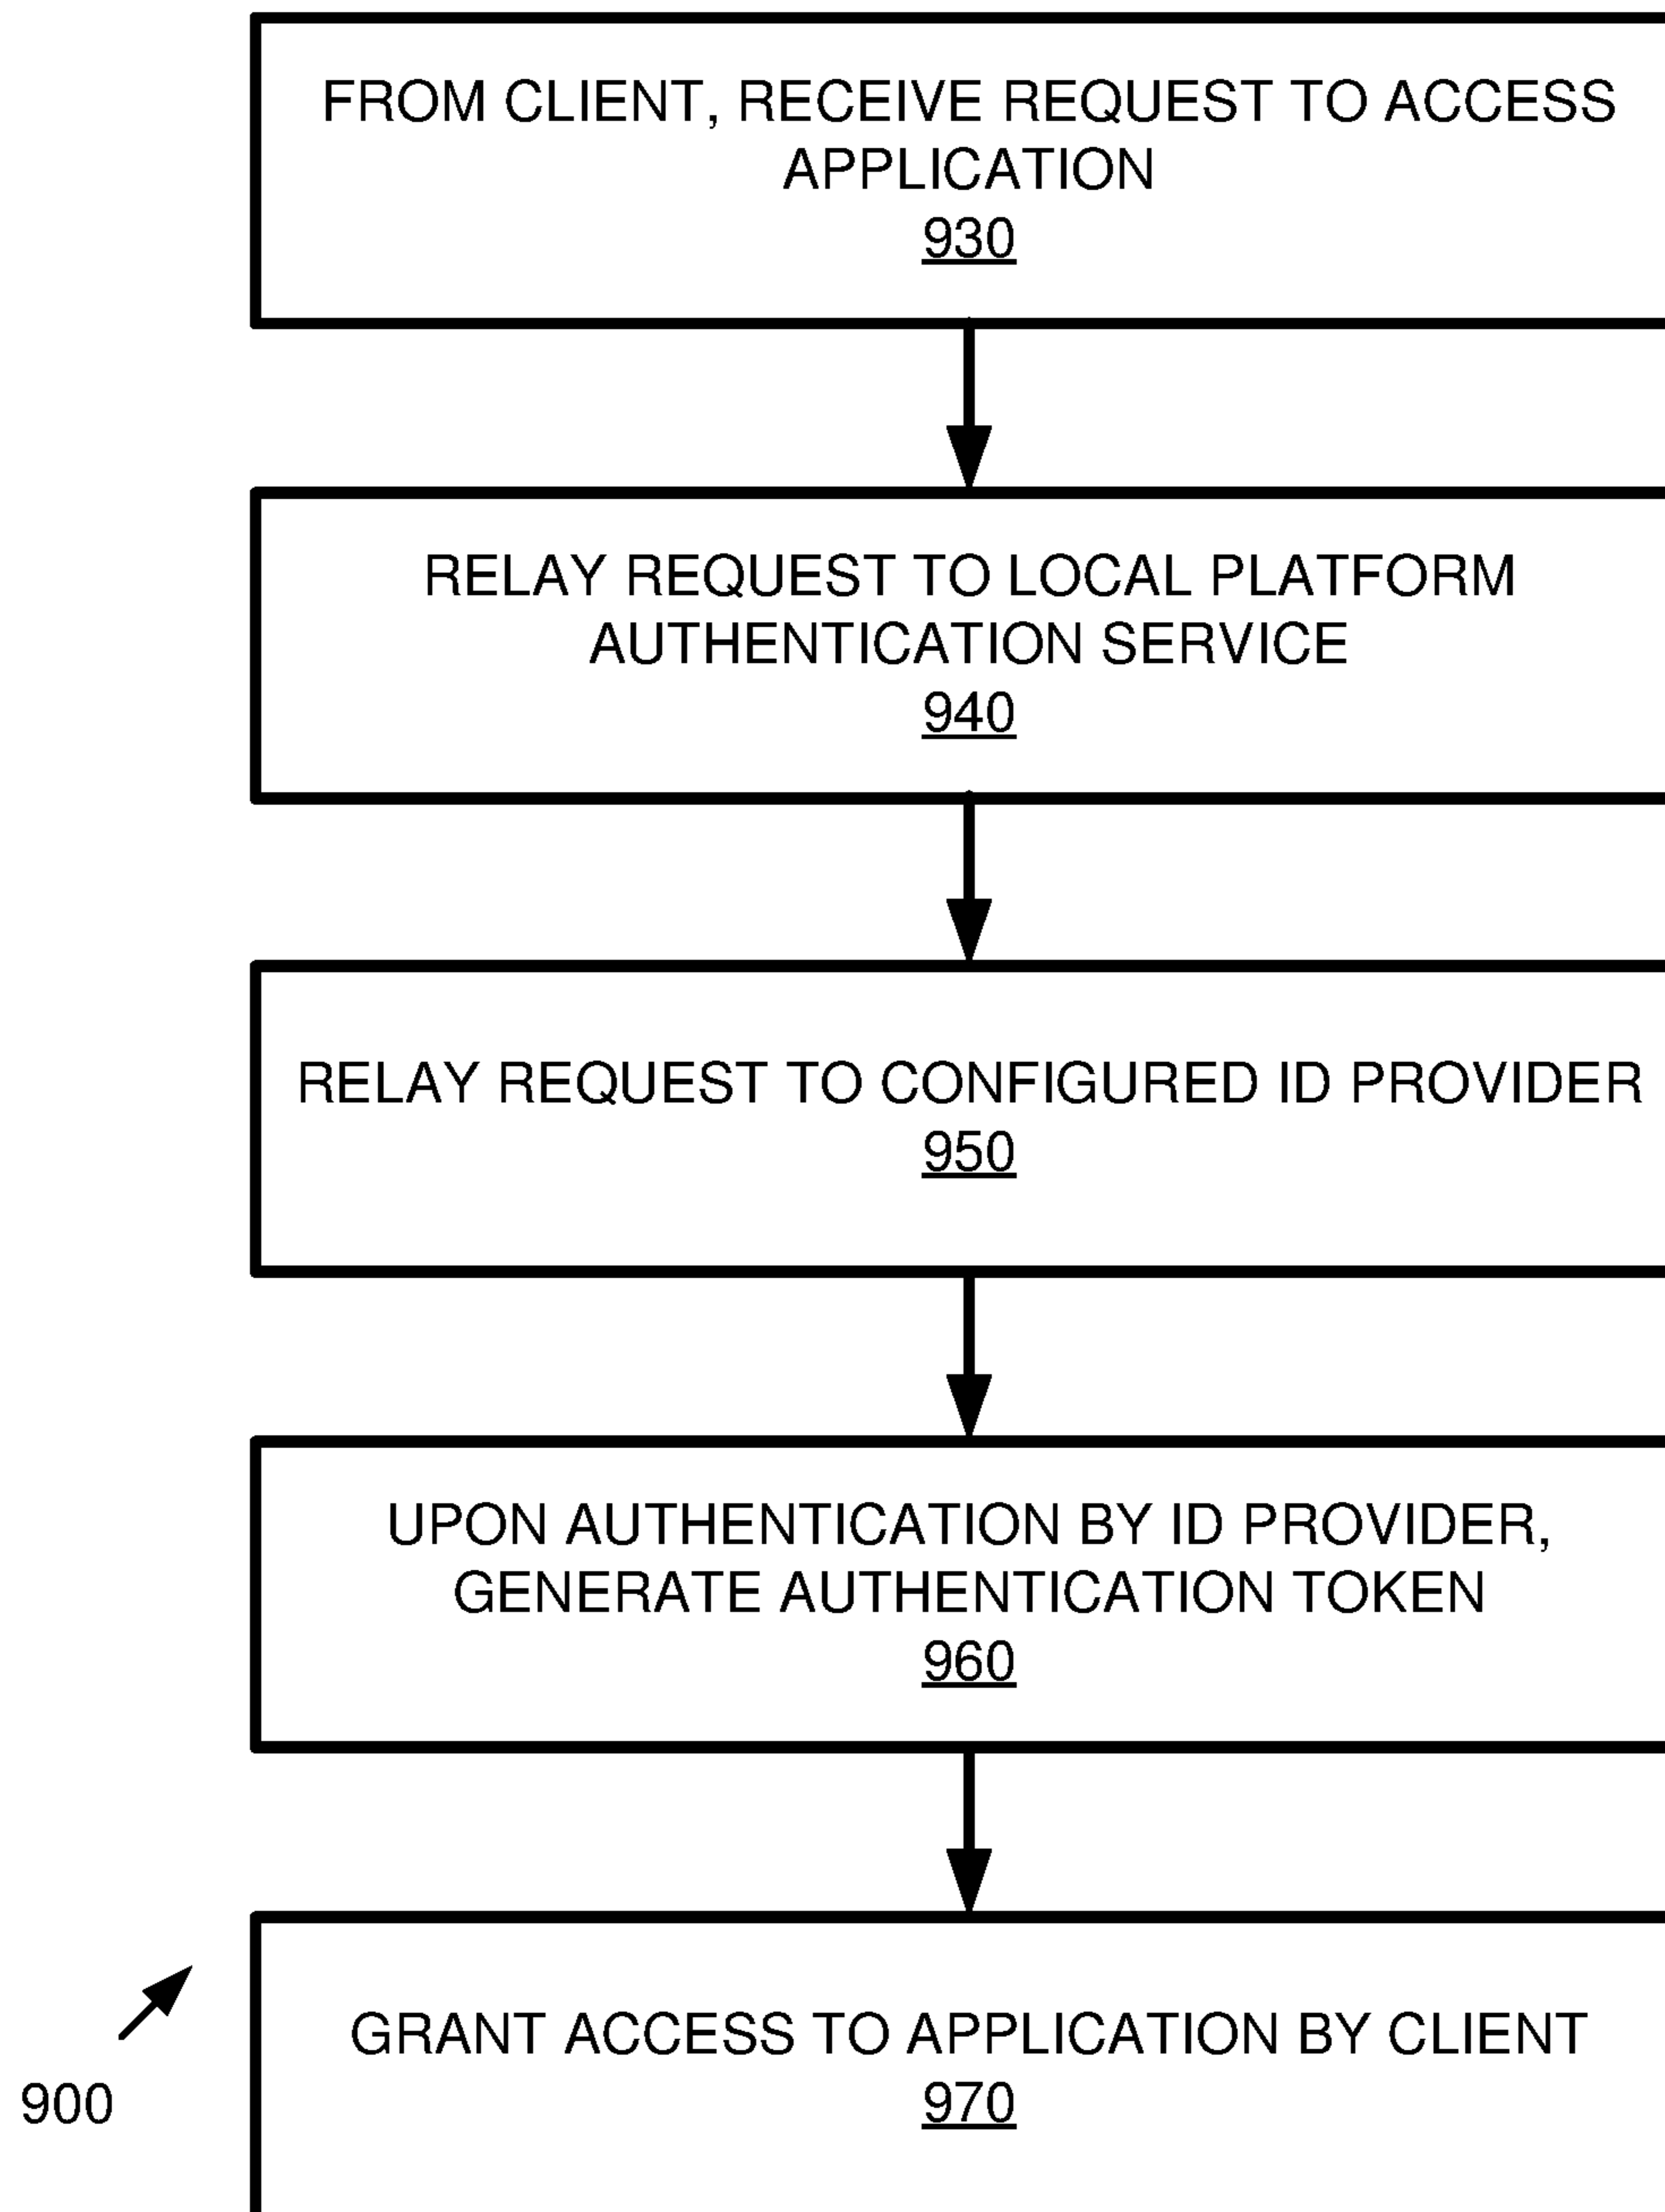 FROM CLIENT, RECEIVE REQUEST TO ACCESS
APPLICATION
930
RELAY REQUEST TO LOCAL PLATFORM
AUTHENTICATION SERVICE
940
RELAY REQUEST TO CONFIGURED ID PROVIDER
950
UPON AUTHENTICATION BY ID PROVIDER,
GENERATE AUTHENTICATION TOKEN
960
GRANT ACCESS TO APPLICATION BY CLIENT
970
900